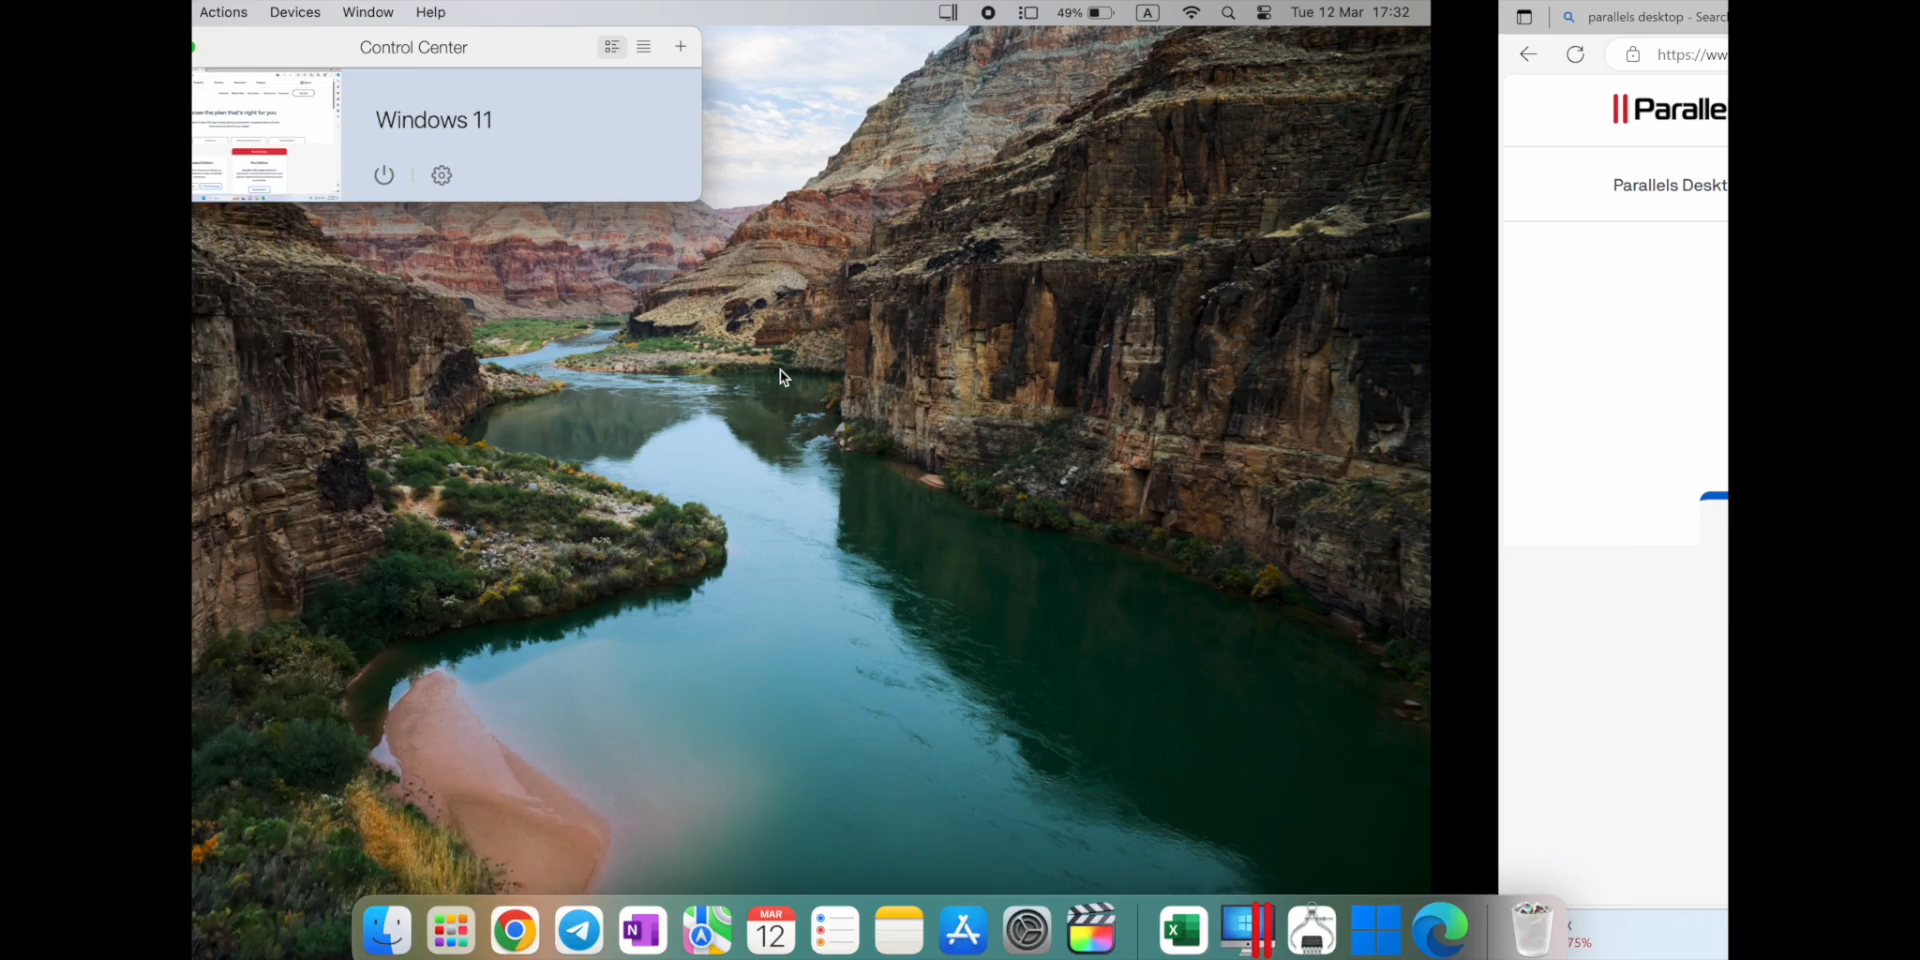 Actions Devices Window Help 49% A Tue 12 Mar 17:32
Control Center
Windows 11
parallels desktop - Searc
https://ww
Paralle
Parallels Deskt
A
MAR
12
N
X
75%